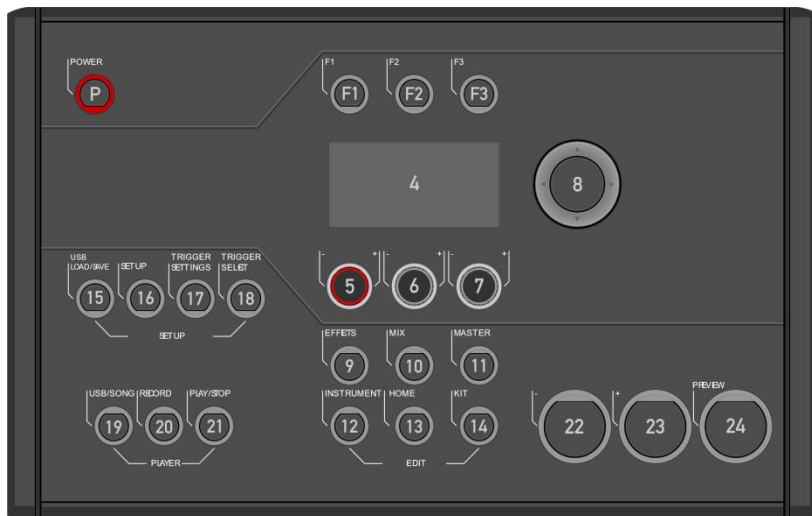 POWER
P
F1 F2 F3
F1 F2 F3
4
8
USB
LOAD/SAVE
SETUP
TRIGGER
SETTINGS
TRIGGER
SELET
15 16 17 18
SETUP
- + - + - +
5 6 7
EFFECTS MIX MASTER
9 10 11
USB/SONG RECORD PLAY/STOP
19 20 21
PLAYER
INSTRUMENT HOME KIT
12 13 14
EDIT
- + PREVIEW
22 23 24